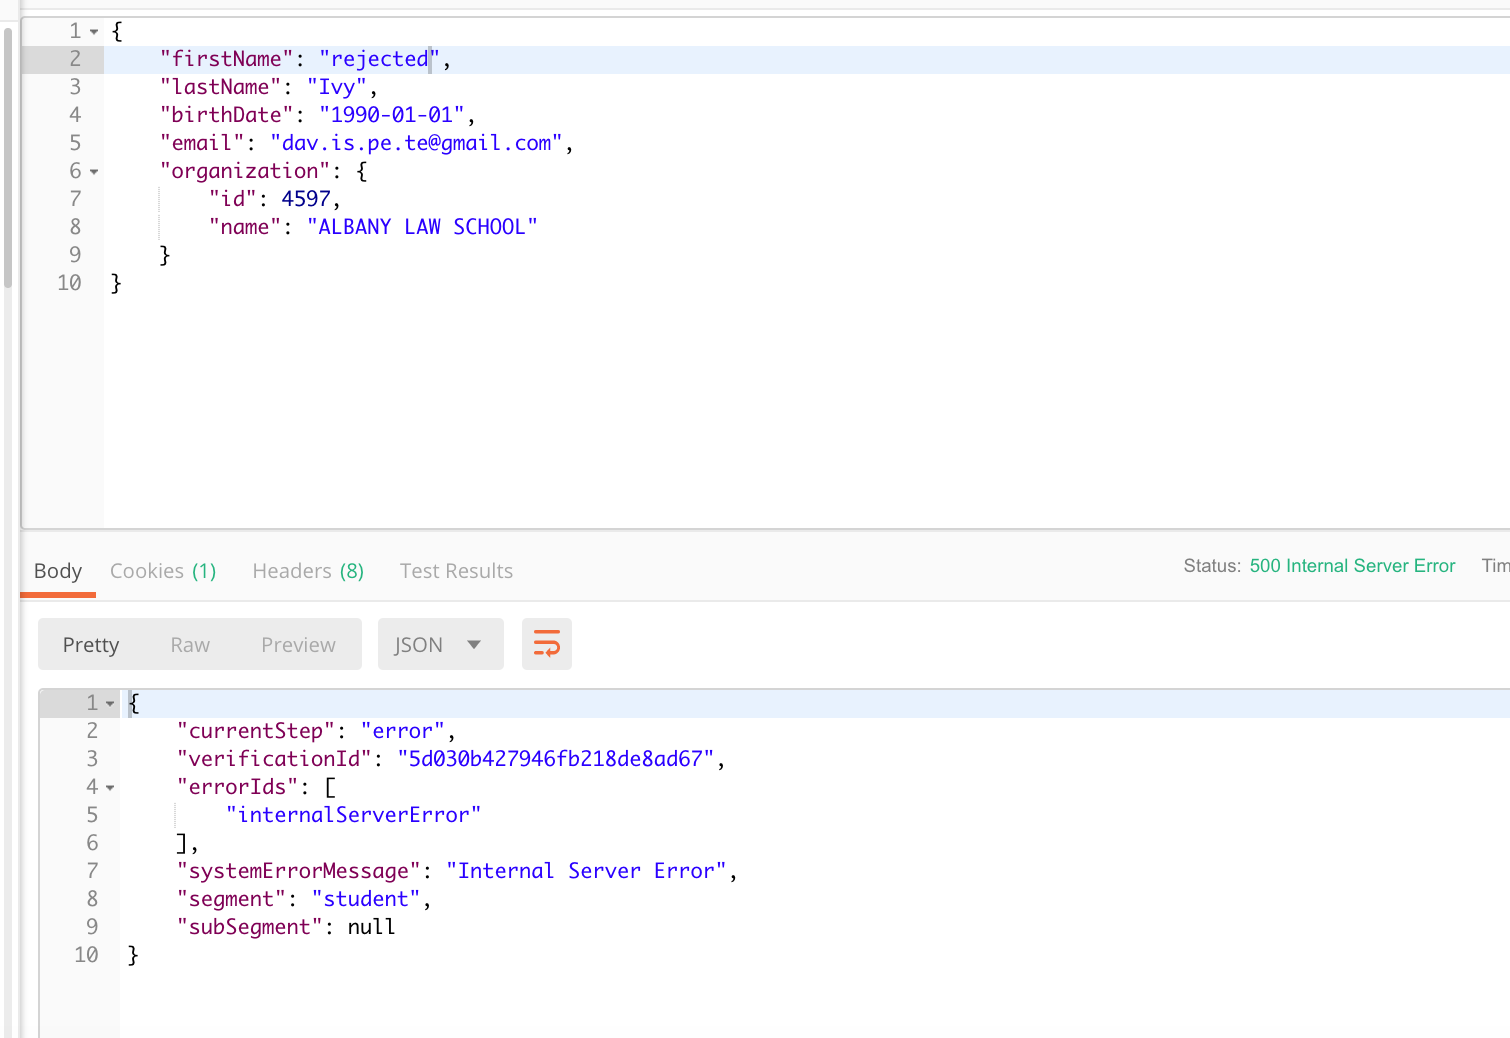 1 {
2 "firstName": "rejected",
3 "lastName": "Ivy",
4 "birthDate": "1990-01-01",
5 "email": "dav.is.pe.te@gmail.com",
6 "organization": {
7 "id": 4597,
8 "name": "ALBANY LAW SCHOOL"
9 }
10 }
Body Cookies (1) Headers (8) Test Results Status: 500 Internal Server Error Tim
Pretty Raw Preview JSON
1 {
2 "currentStep": "error",
3 "verificationId": "5d030b427946fb218de8ad67",
4 "errorIds": [
5 "internalServerError"
6 ],
7 "systemErrorMessage": "Internal Server Error",
8 "segment": "student",
9 "subSegment": null
10 }